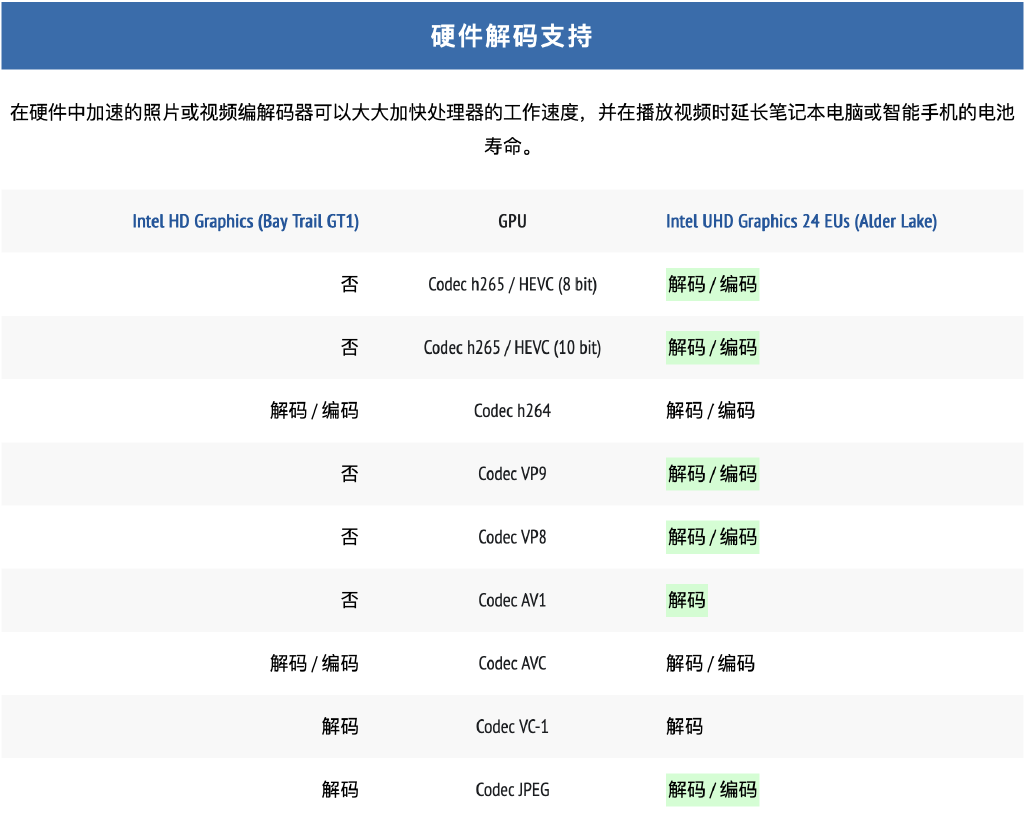 硬件解码支持
在硬件中加速的照片或视频编解码器可以大大加快处理器的工作速度，并在播放视频时延长笔记本电脑或智能手机的电池
寿命。
Intel HD Graphics (Bay Trail GT1) GPU Intel UHD Graphics 24 EUs (Alder Lake)
否 Codec h265 / HEVC (8 bit) 解码 / 编码
否 Codec h265 / HEVC (10 bit) 解码 / 编码
解码 / 编码 Codec h264 解码 / 编码
否 Codec VP9 解码 / 编码
否 Codec VP8 解码 / 编码
否 Codec AV1 解码
解码 / 编码 Codec AVC 解码 / 编码
解码 Codec VC-1 解码
解码 Codec JPEG 解码 / 编码